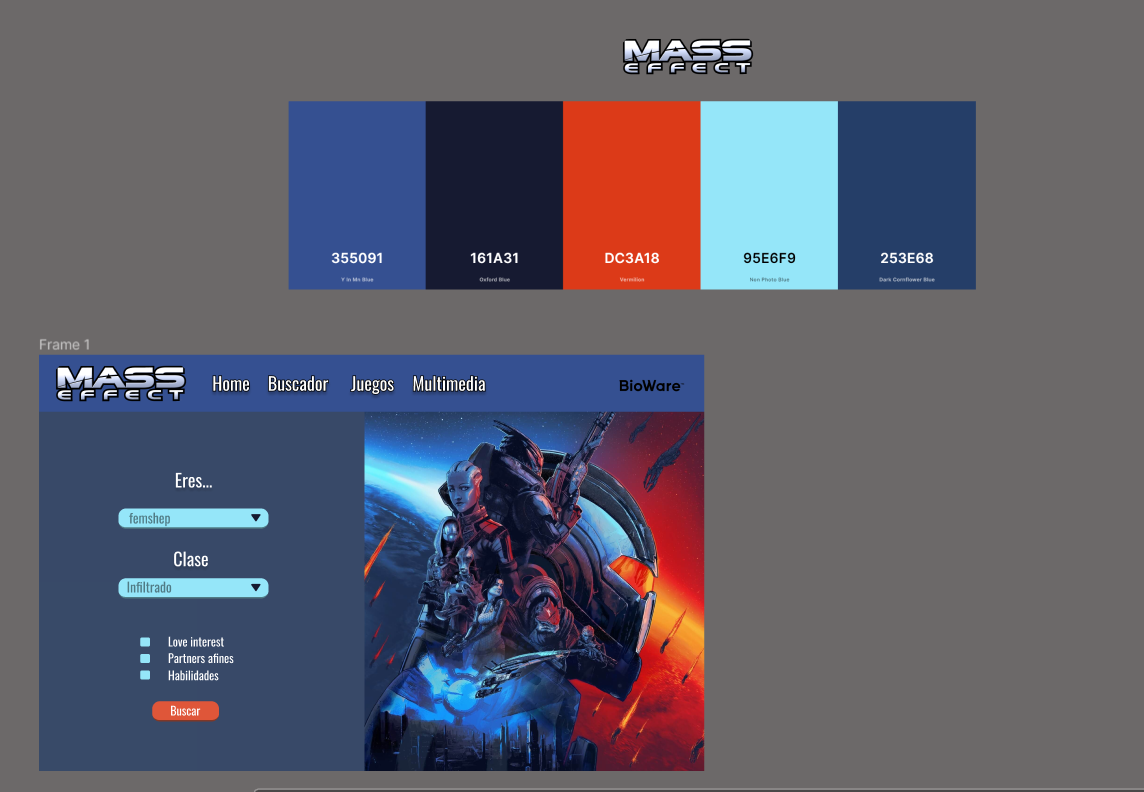 MASS
EFFECT
355091
Y In Mn Blue
161A31
Oxford Blue
DC3A18
Vermilion
95E6F9
Non Photo Blue
253E68
Dark Cornflower Blue
Frame 1
MASS
EFFECT
Home Buscador Juegos Multimedia
BioWare
Eres...
femshep
Clase
Infiltrado
Love interest
Partners afines
Habilidades
Buscar